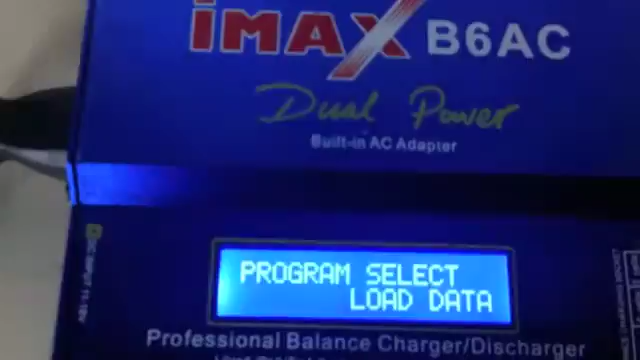 iMAX B6AC
Dual Power
Built-in AC Adapter
PROGRAM SELECT
LOAD DATA
Professional Balance Charger/Discharger